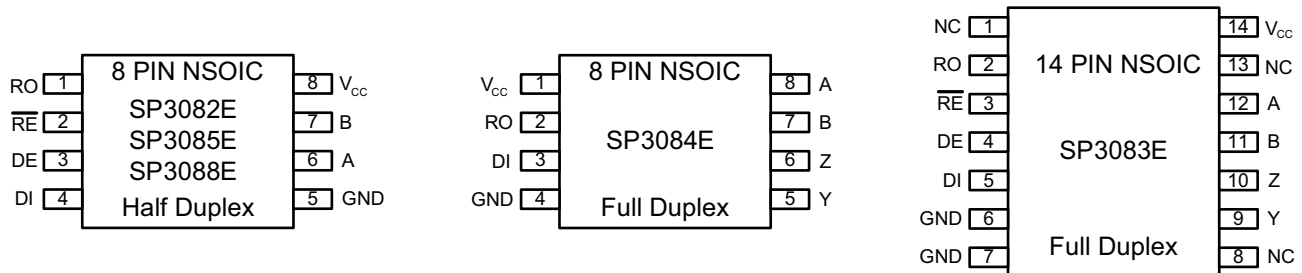 8 PIN NSOIC
SP3082E
SP3085E
SP3088E
Half Duplex
RO 1
RE 2
DE 3
DI 4
8 VCC
7 B
6 A
5 GND
8 PIN NSOIC
SP3084E
Full Duplex
VCC 1
RO 2
DI 3
GND 4
8 A
7 B
6 Z
5 Y
14 PIN NSOIC
SP3083E
Full Duplex
NC 1
RO 2
RE 3
DE 4
DI 5
GND 6
GND 7
14 VCC
13 NC
12 A
11 B
10 Z
9 Y
8 NC